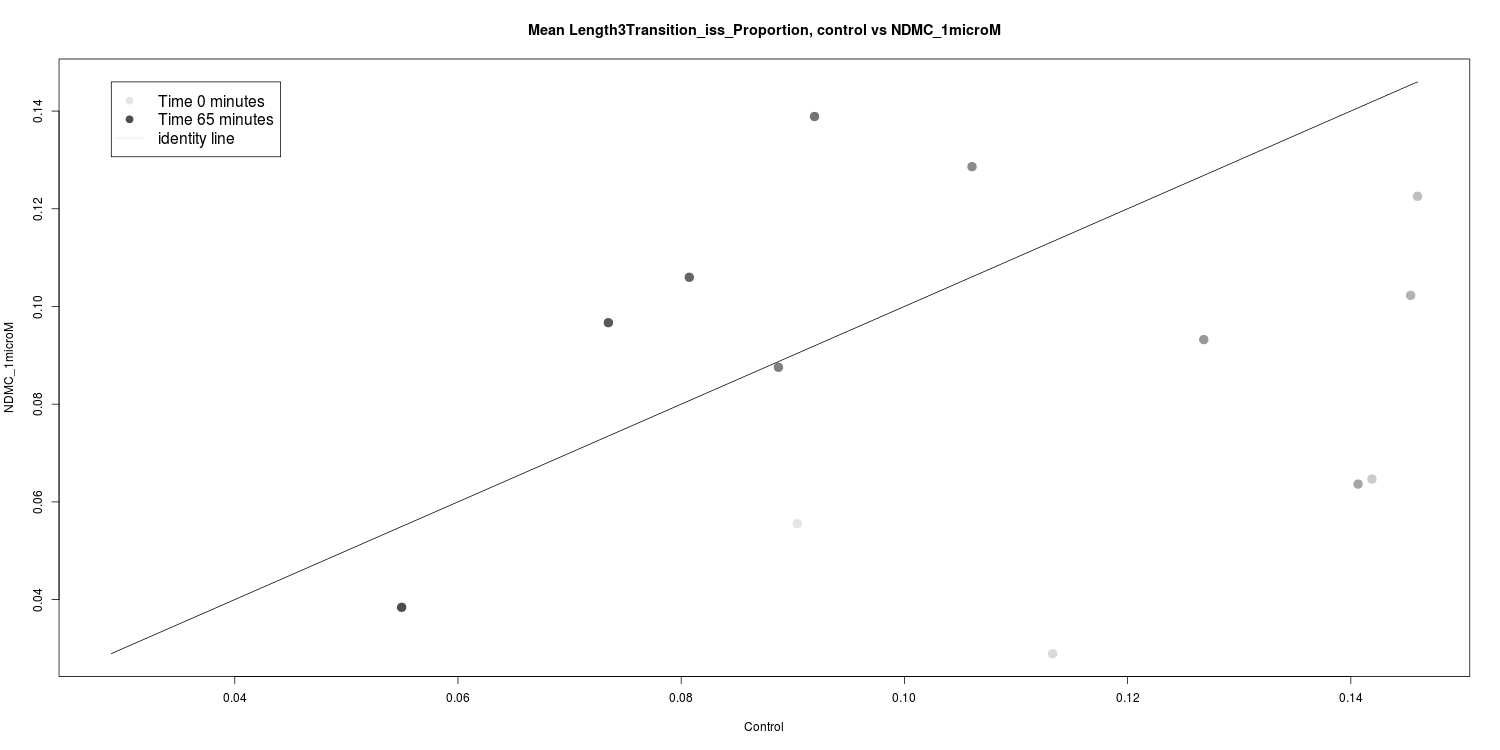 Mean Length3Transition_iss_Proportion, control vs NDMC_1microM
Time 0 minutes
Time 65 minutes
identity line
NDMC_1microM
0.14
0.12
0.10
0.08
0.06
0.04
0.04 0.06 0.08 0.10 0.12 0.14
Control